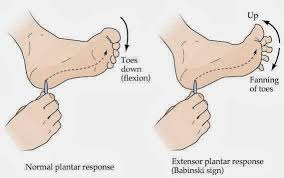 Toes
down
(flexion)
Normal plantar response
Up
Fanning
of toes
Extensor plantar response
(Babinski sign)